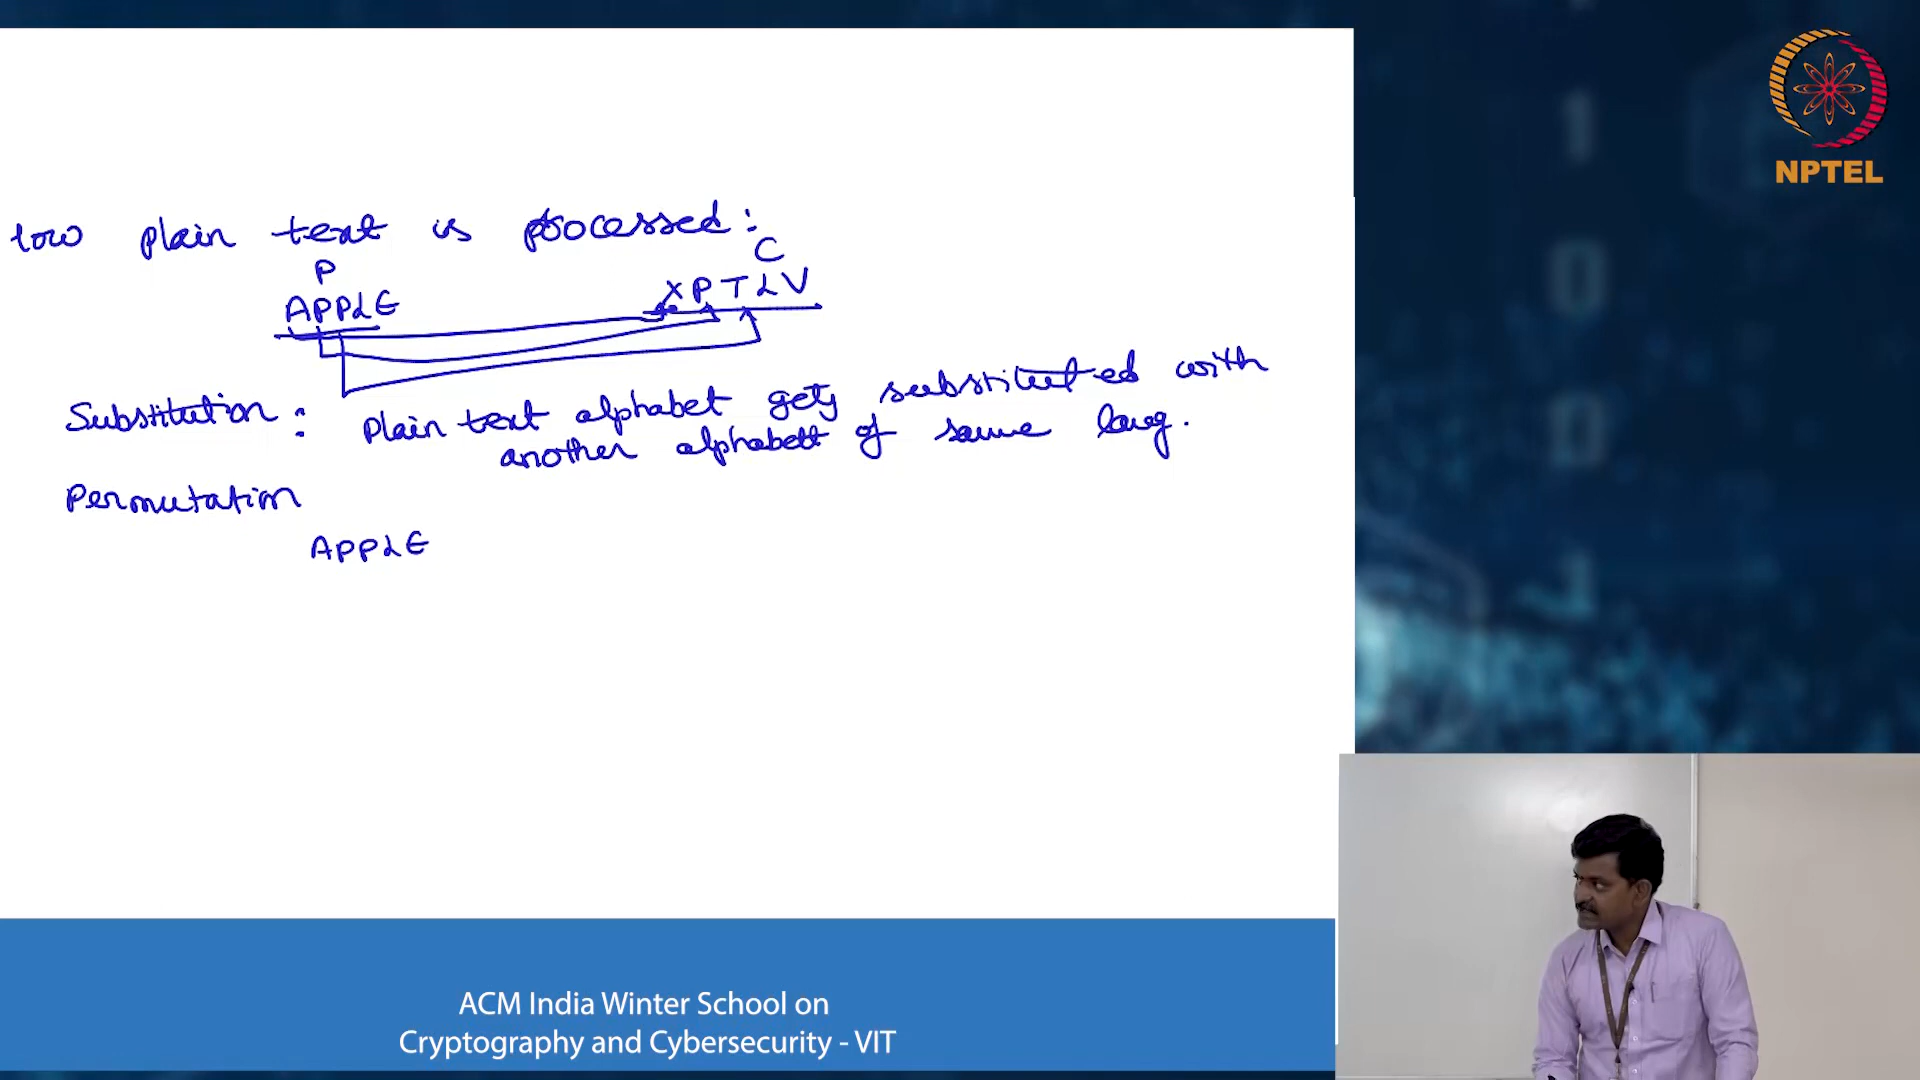 NPTEL
How plain text is processed:
P
C
APPLE
XPTLV
Substitution: Plain text alphabet gets substituted with
another alphabet of same lang.
Permutation
APPLE
ACM India Winter School on
Cryptography and Cybersecurity - VIT